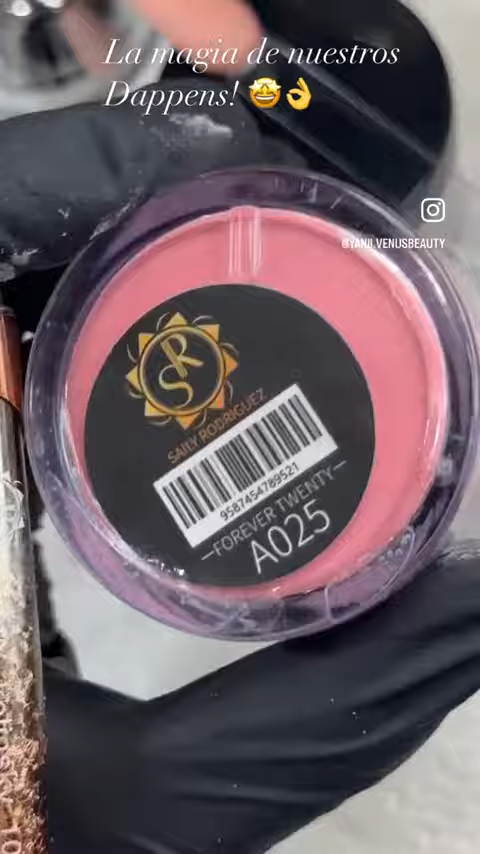 La magia de nuestros
Dappens! 🤩👌
@YANII.VENUSBEAUTY
SR
SAILY RODRIGUEZ
9587454789521
—FOREVER TWENTY—
A025